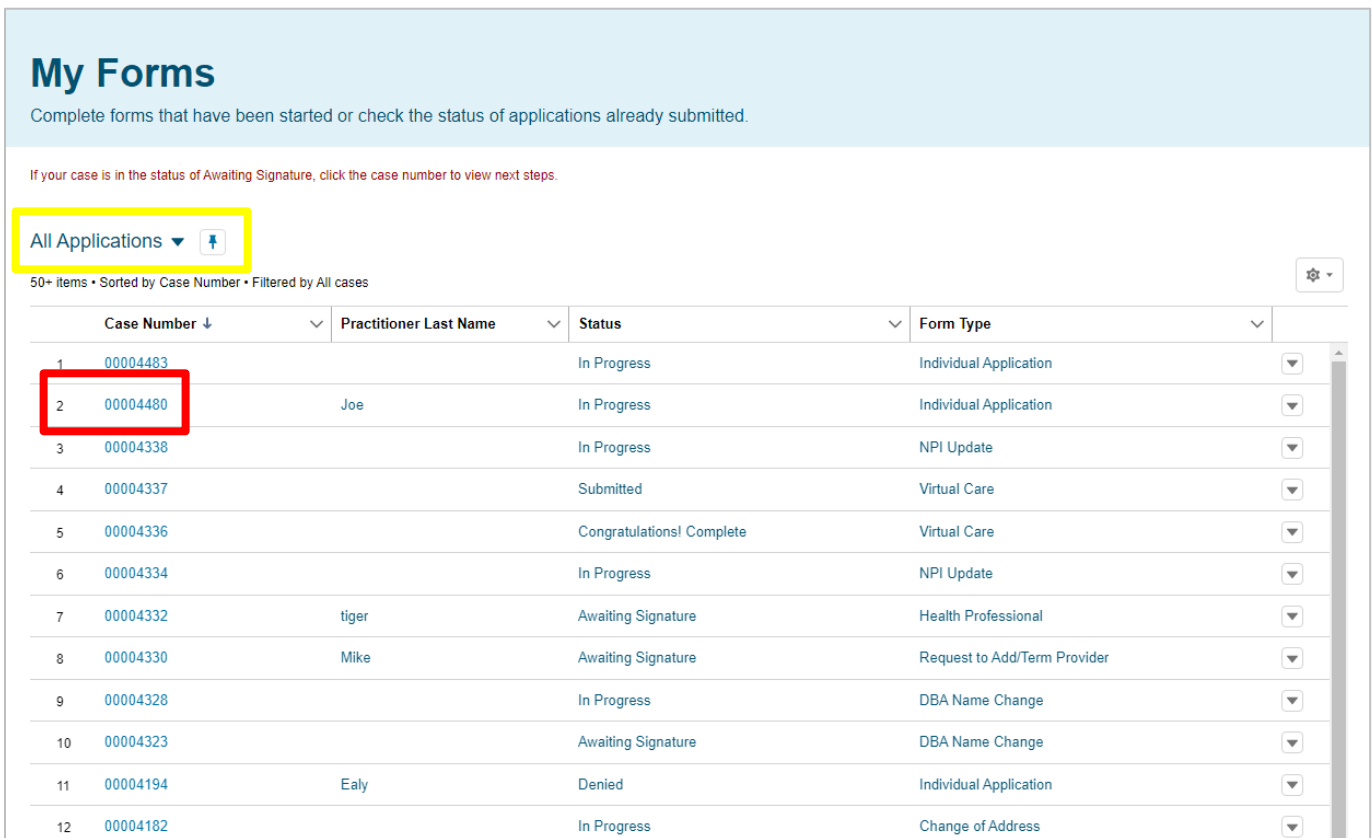 My Forms
Complete forms that have been started or check the status of applications already submitted.
If your case is in the status of Awaiting Signature, click the case number to view next steps.
All Applications
50+ items • Sorted by Case Number • Filtered by All cases
Case Number ↓ Practitioner Last Name Status Form Type
1 00004483 In Progress Individual Application
2 00004480 Joe In Progress Individual Application
3 00004338 In Progress NPI Update
4 00004337 Submitted Virtual Care
5 00004336 Congratulations! Complete Virtual Care
6 00004334 In Progress NPI Update
7 00004332 tiger Awaiting Signature Health Professional
8 00004330 Mike Awaiting Signature Request to Add/Term Provider
9 00004328 In Progress DBA Name Change
10 00004323 Awaiting Signature DBA Name Change
11 00004194 Ealy Denied Individual Application
12 00004182 In Progress Change of Address